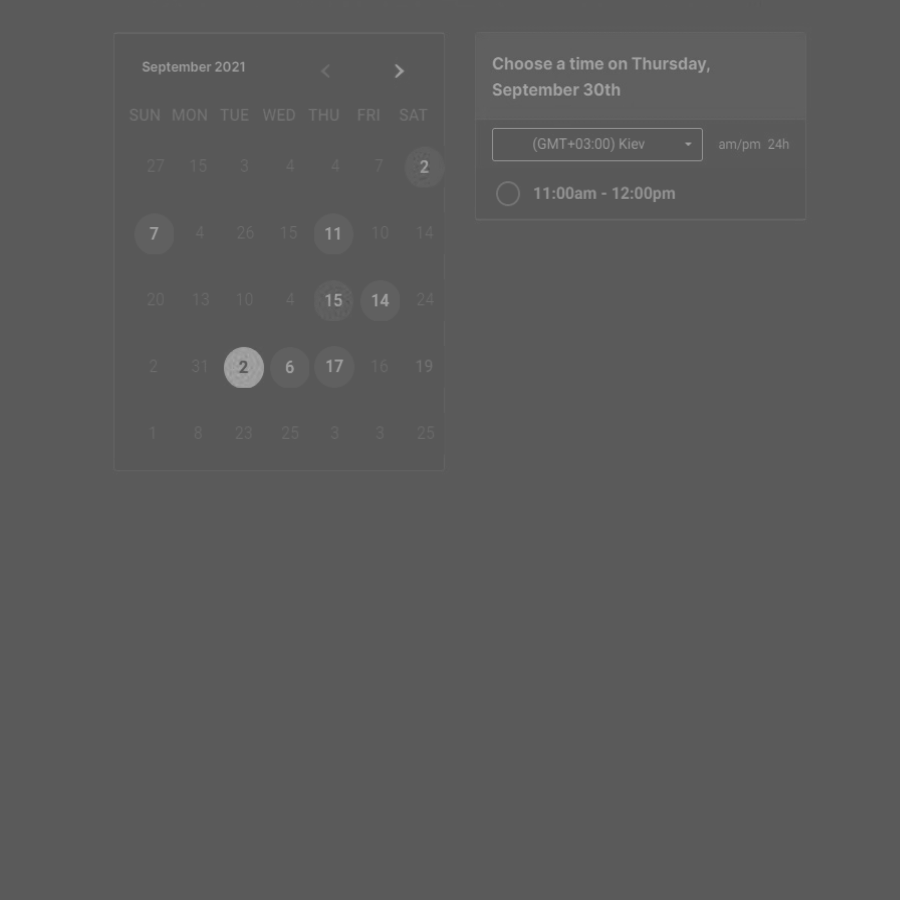 September 2021
SUN MON TUE WED THU FRI SAT
27 15 3 4 4 7 2
7 4 26 15 11 10 14
20 13 10 4 15 14 24
2 31 2 6 17 16 19
1 8 23 25 3 3 25
Choose a time on Thursday,
September 30th
(GMT+03:00) Kiev am/pm 24h
11:00am - 12:00pm